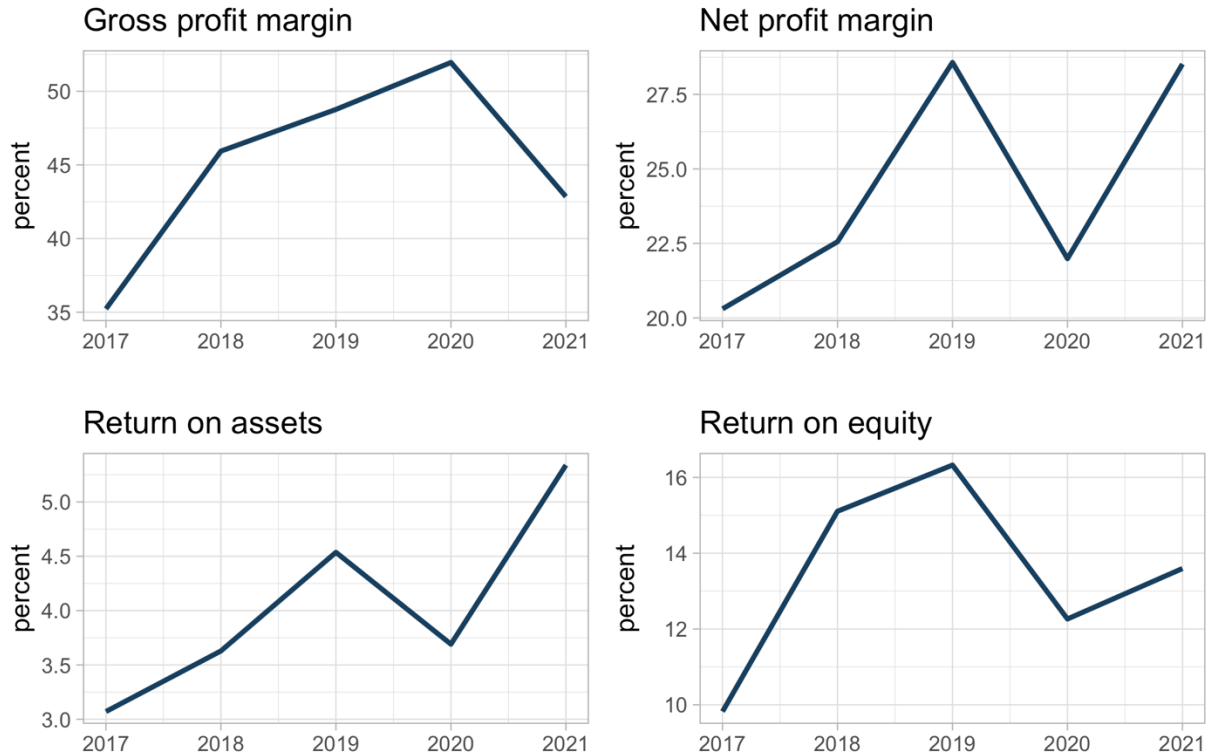 Gross profit margin
percent
50
45
40
35
2017 2018 2019 2020 2021
Net profit margin
percent
27.5
25.0
22.5
20.0
2017 2018 2019 2020 2021
Return on assets
percent
5.0
4.5
4.0
3.5
3.0
2017 2018 2019 2020 2021
Return on equity
percent
16
14
12
10
2017 2018 2019 2020 2021